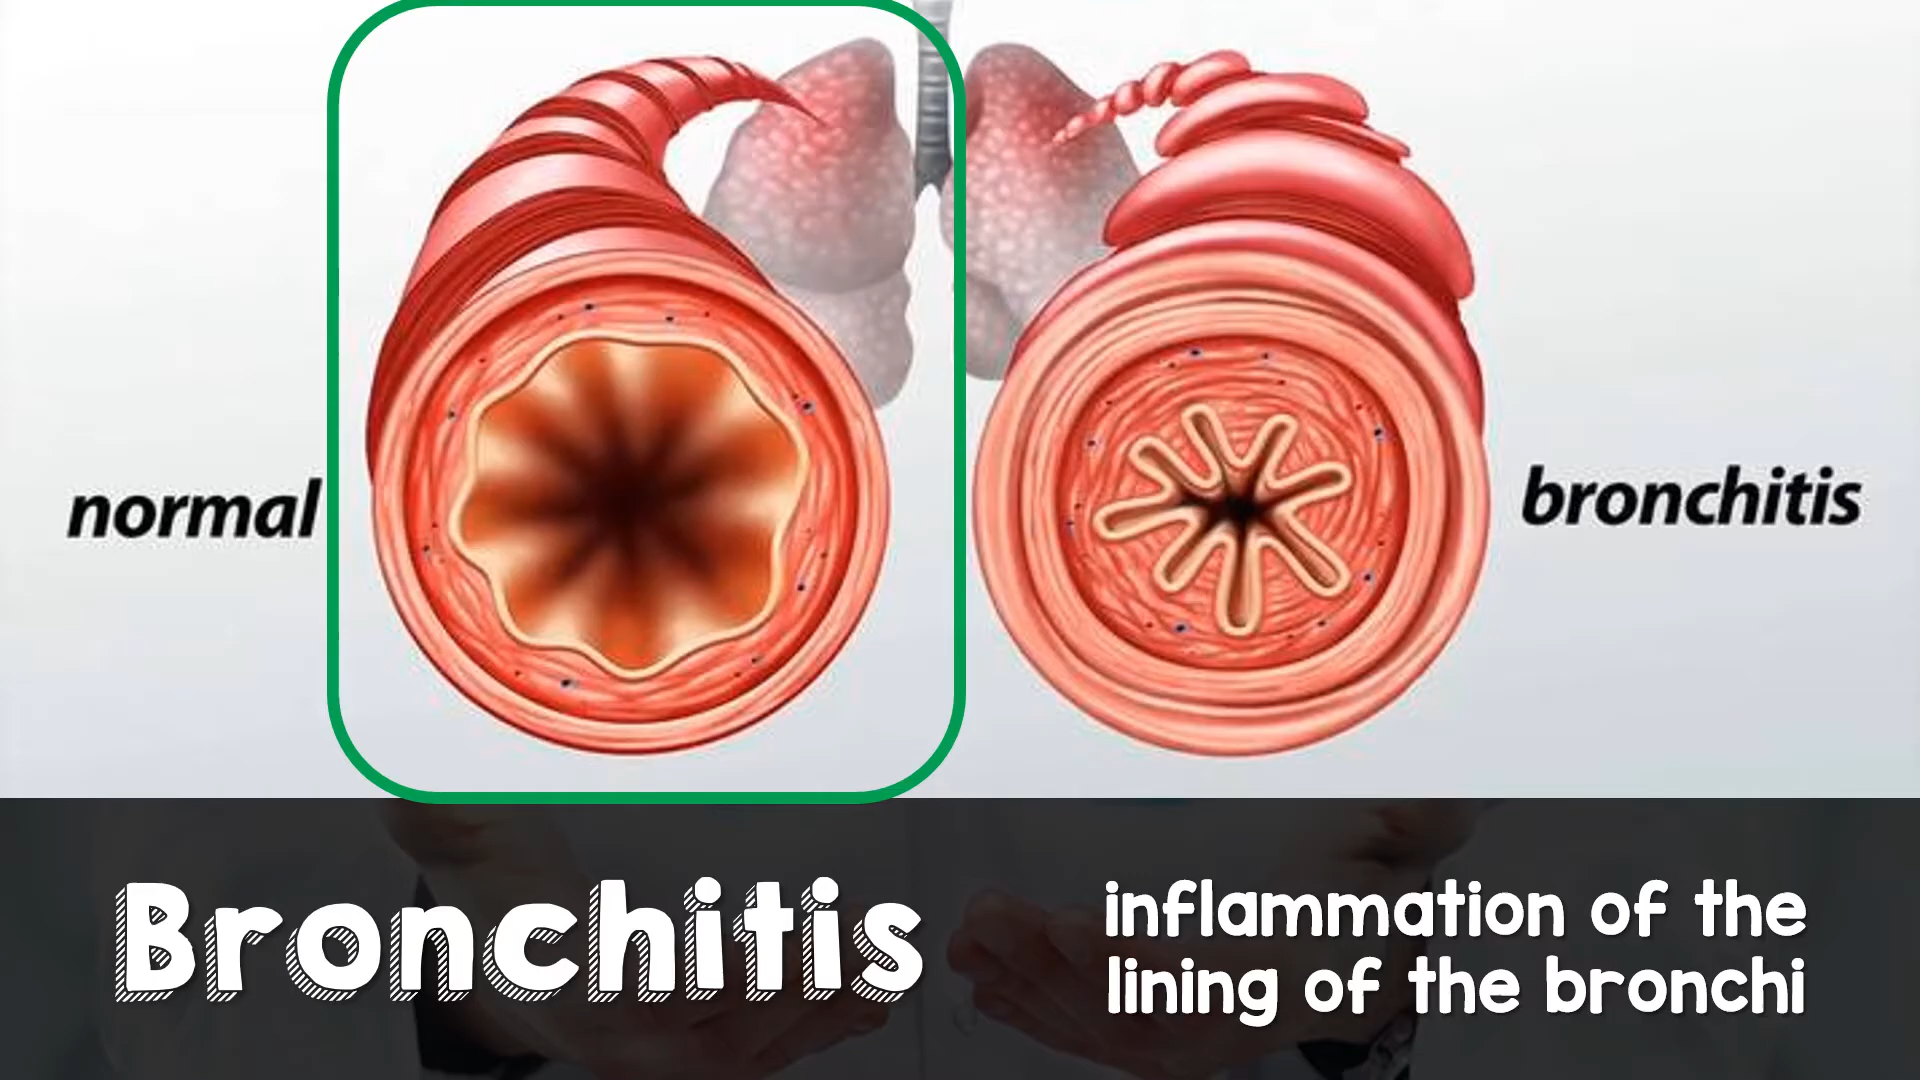 normal
bronchitis
Bronchitis
inflammation of the
lining of the bronchi